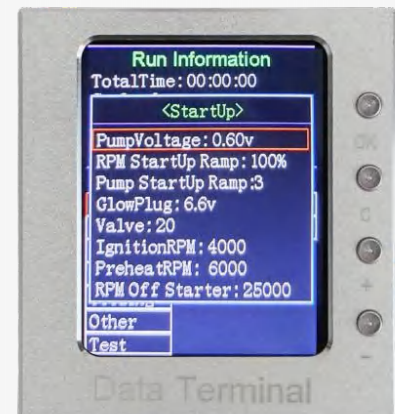 Run Information
TotalTime:00:00:00
<StartUp>
PumpVoltage:0.60v
RPM StartUp Ramp:100%
Pump StartUp Ramp:3
GlowPlug:6.6v
Valve:20
IgnitionRPM:4000
PreheatRPM: 6000
RPM Off Starter:25000
Other
Test
OK
C
+
-
Data Terminal